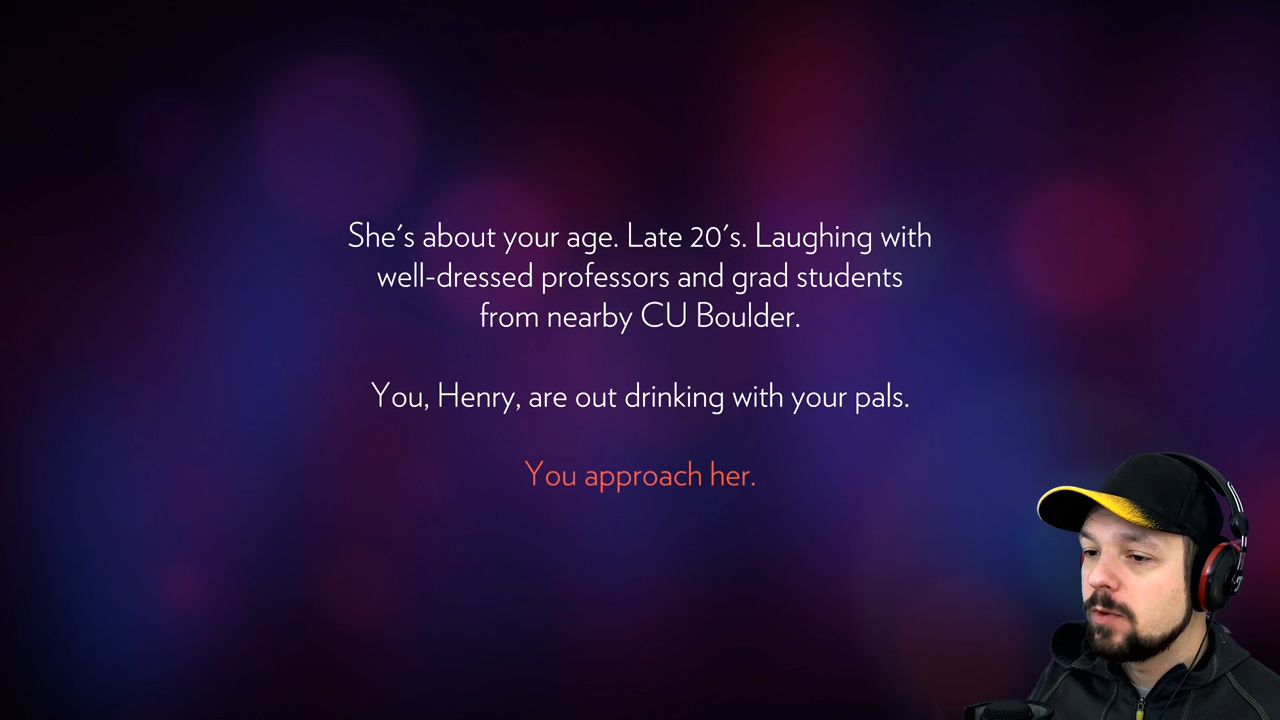 She's about your age. Late 20's. Laughing with
well-dressed professors and grad students
from nearby CU Boulder.
You, Henry, are out drinking with your pals.
You approach her.